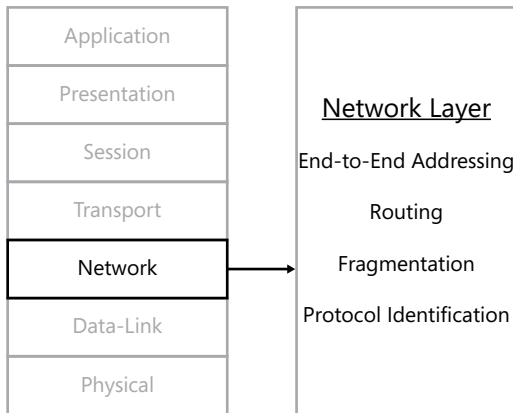 Application
Presentation
Session
Transport
Network
Data-Link
Physical
Network Layer
End-to-End Addressing
Routing
Fragmentation
Protocol Identification